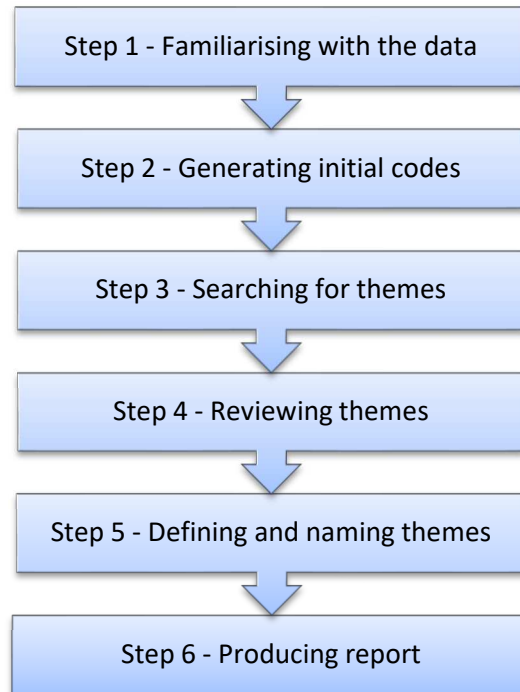 Step 1 - Familiarising with the data
Step 2 - Generating initial codes
Step 3 - Searching for themes
Step 4 - Reviewing themes
Step 5 - Defining and naming themes
Step 6 - Producing report